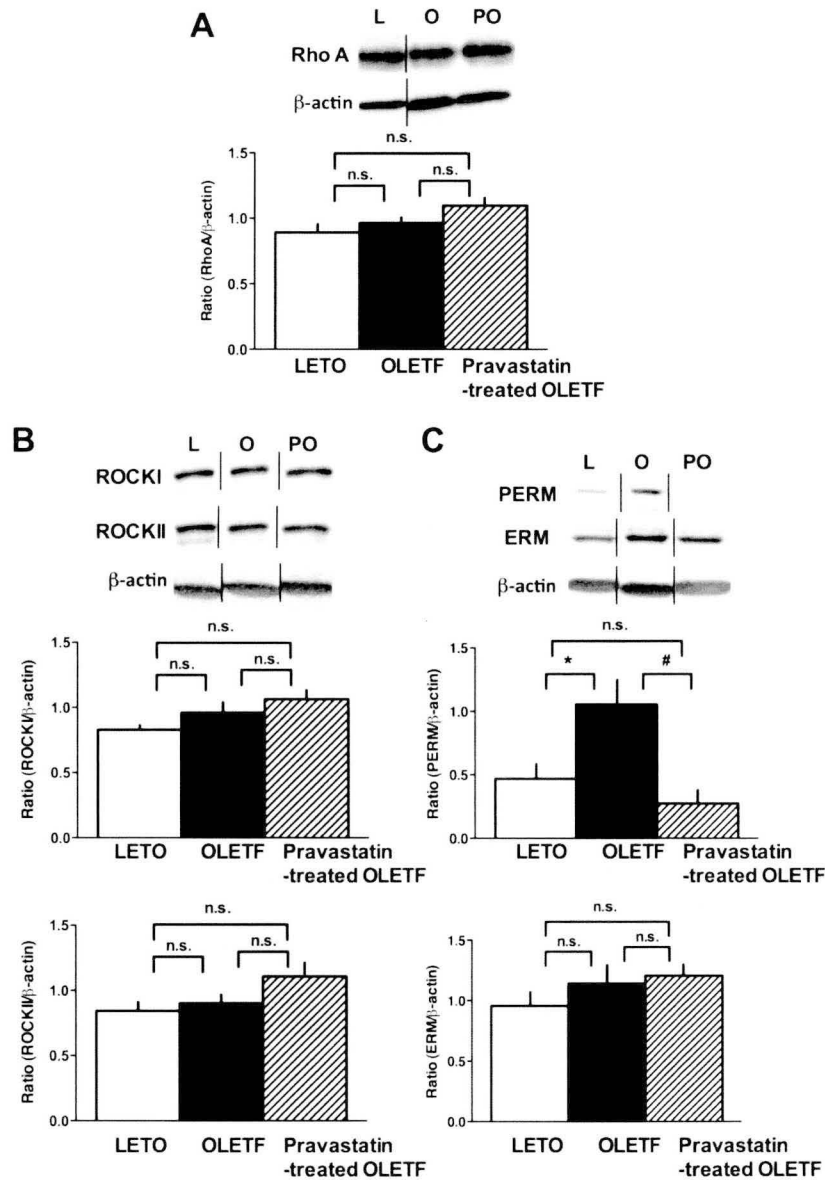 A
L O PO
Rho A
β-actin
n.s.
n.s. n.s.
Ratio (RhoA/β-actin)
1.5
1.0
0.5
0.0
LETO OLETF Pravastatin
-treated OLETF
B
L O PO
ROCKI
ROCKII
β-actin
n.s.
n.s. n.s.
Ratio (ROCKI/β-actin)
1.5
1.0
0.5
0.0
LETO OLETF Pravastatin
-treated OLETF
n.s.
n.s. n.s.
Ratio (ROCKII/β-actin)
1.5
1.0
0.5
0.0
LETO OLETF Pravastatin
-treated OLETF
C
L O PO
PERM
ERM
β-actin
n.s.
* #
Ratio (PERM/β-actin)
1.5
1.0
0.5
0.0
LETO OLETF Pravastatin
-treated OLETF
n.s.
n.s. n.s.
Ratio (ERM/β-actin)
1.5
1.0
0.5
0.0
LETO OLETF Pravastatin
-treated OLETF